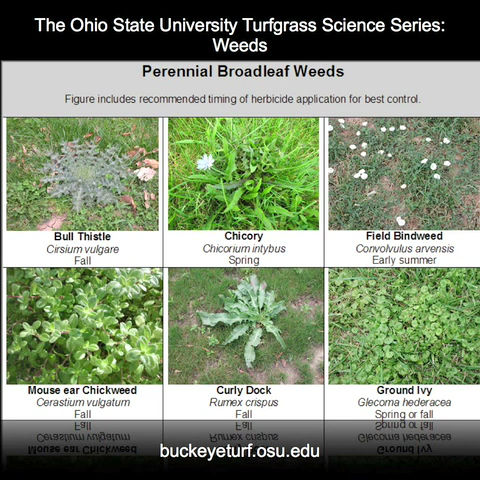 The Ohio State University Turfgrass Science Series:
Weeds
Perennial Broadleaf Weeds
Figure includes recommended timing of herbicide application for best control.
Bull Thistle
Cirsium vulgare
Fall
Chicory
Chicorium intybus
Spring
Field Bindweed
Convolvulus arvensis
Early summer
Mouse ear Chickweed
Cerastium vulgatum
Fall
Curly Dock
Rumex crispus
Fall
Ground Ivy
Glecoma hederacea
Spring or fall
buckeyeturf.osu.edu